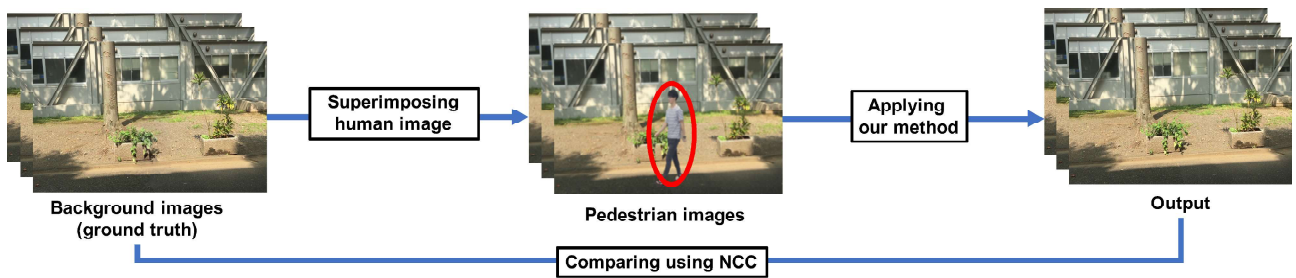 Superimposing
human image
Applying
our method
Background images
(ground truth)
Pedestrian images
Output
Comparing using NCC